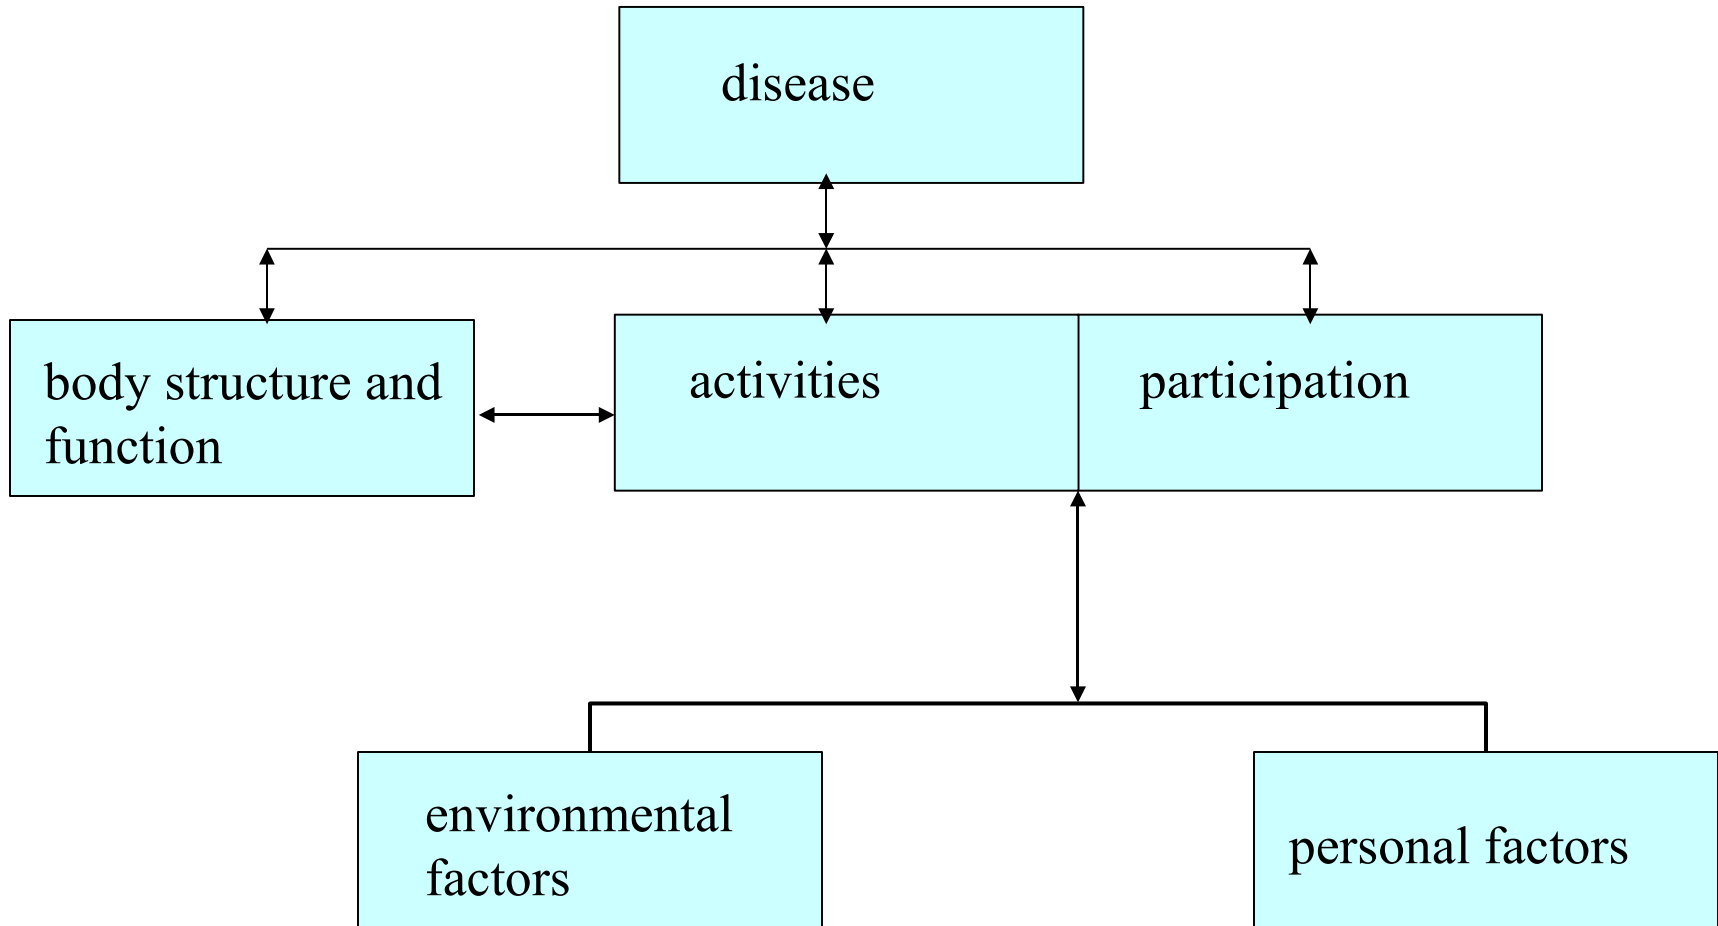 disease
body structure and
function
activities
participation
environmental
factors
personal factors